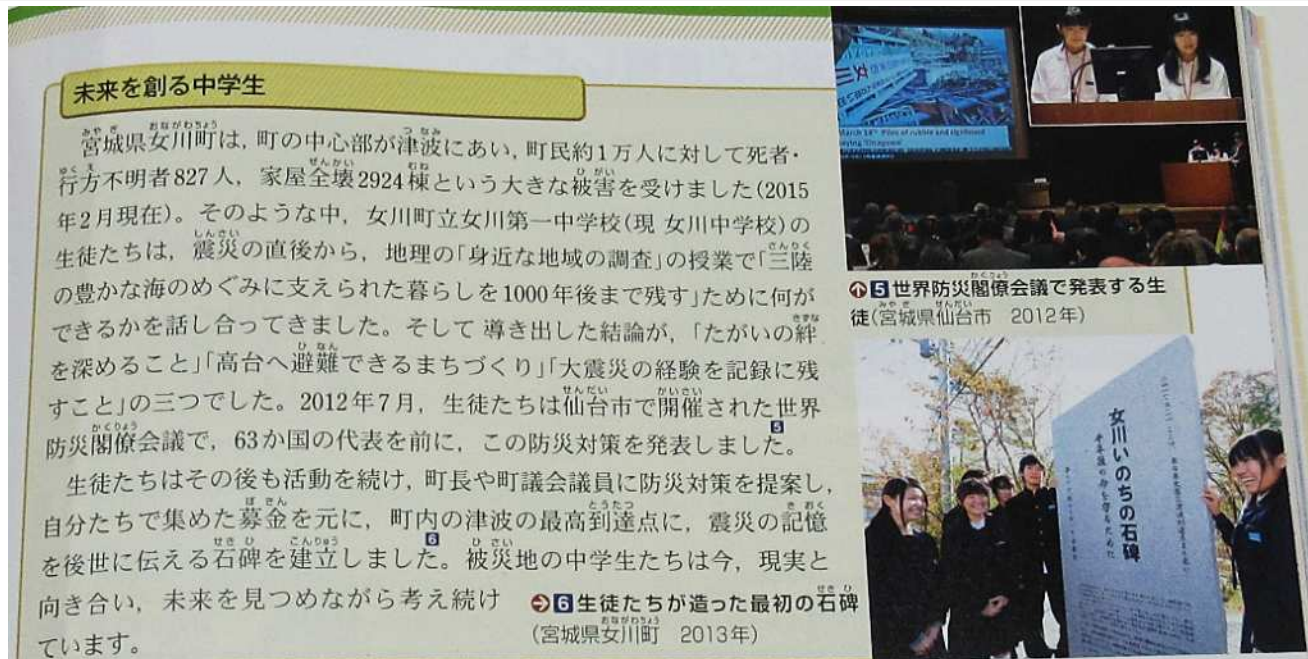 未来を創る中学生
宮城県女川町は，町の中心部が津波にあい，町民約1万人に対して死者・
行方不明者827人，家屋全壊2924棟という大きな被害を受けました(2015
年2月現在)。そのような中，女川町立女川第一中学校(現 女川中学校)の
生徒たちは，震災の直後から，地理の「身近な地域の調査」の授業で「三陸
の豊かな海のめぐみに支えられた暮らしを1000年後まで残す」ために何が
できるかを話し合ってきました。そして 導き出した結論が，「たがいの絆
を深めること」「高台へ避難できるまちづくり」「大震災の経験を記録に残
すこと」の三つでした。2012年7月，生徒たちは仙台市で開催された世界
防災閣僚会議で，63か国の代表を前に，この防災対策を発表しました。
生徒たちはその後も活動を続け，町長や町議会議員に防災対策を提案し，
自分たちで集めた募金を元に，町内の津波の最高到達点に，震災の記憶
を後世に伝える石碑を建立しました。被災地の中学生たちは今，現実と
向き合い，未来を見つめながら考え続け
ています。
March 14th Piles of rubble and signboard
saying "Onagawa"
5 世界防災閣僚会議で発表する生
徒(宮城県仙台市 2012年)
女川いのちの石碑
千年後の命を守るために
6 生徒たちが造った最初の石碑
(宮城県女川町 2013年)